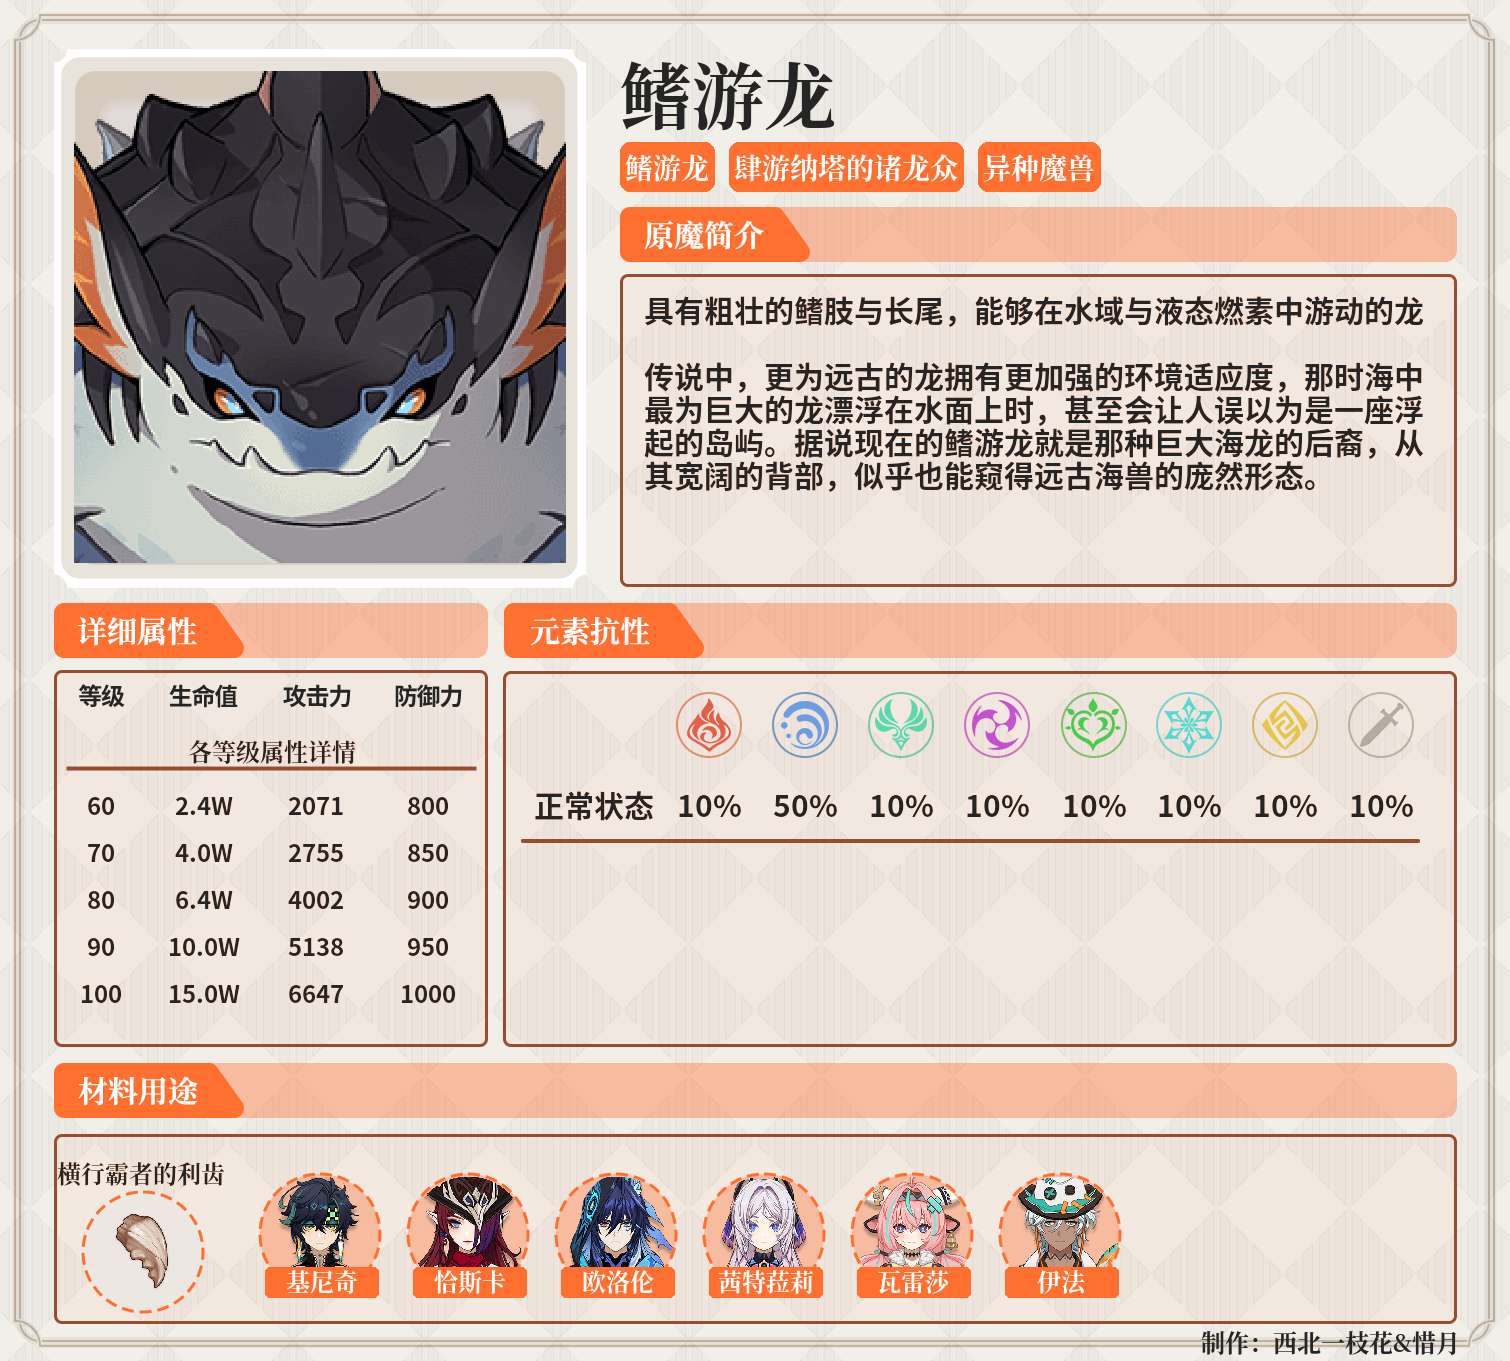 鳍游龙
鳍游龙 肆游纳塔的诸龙众 异种魔兽
原魔简介
具有粗壮的鳍肢与长尾，能够在水域与液态燃素中游动的龙
传说中，更为远古的龙拥有更加强的环境适应度，那时海中
最为巨大的龙漂浮在水面上时，甚至会让人误以为是一座浮
起的岛屿。据说现在的鳍游龙就是那种巨大海龙的后裔，从
其宽阔的背部，似乎也能窥得远古海兽的庞然形态。
详细属性
等级 生命值 攻击力 防御力
各等级属性详情
60 2.4W 2071 800
70 4.0W 2755 850
80 6.4W 4002 900
90 10.0W 5138 950
100 15.0W 6647 1000
元素抗性
正常状态 10% 50% 10% 10% 10% 10% 10% 10%
材料用途
横行霸者的利齿
基尼奇 恰斯卡 欧洛伦 茜特菈莉 瓦雷莎 伊法
制作：西北一枝花&惜月